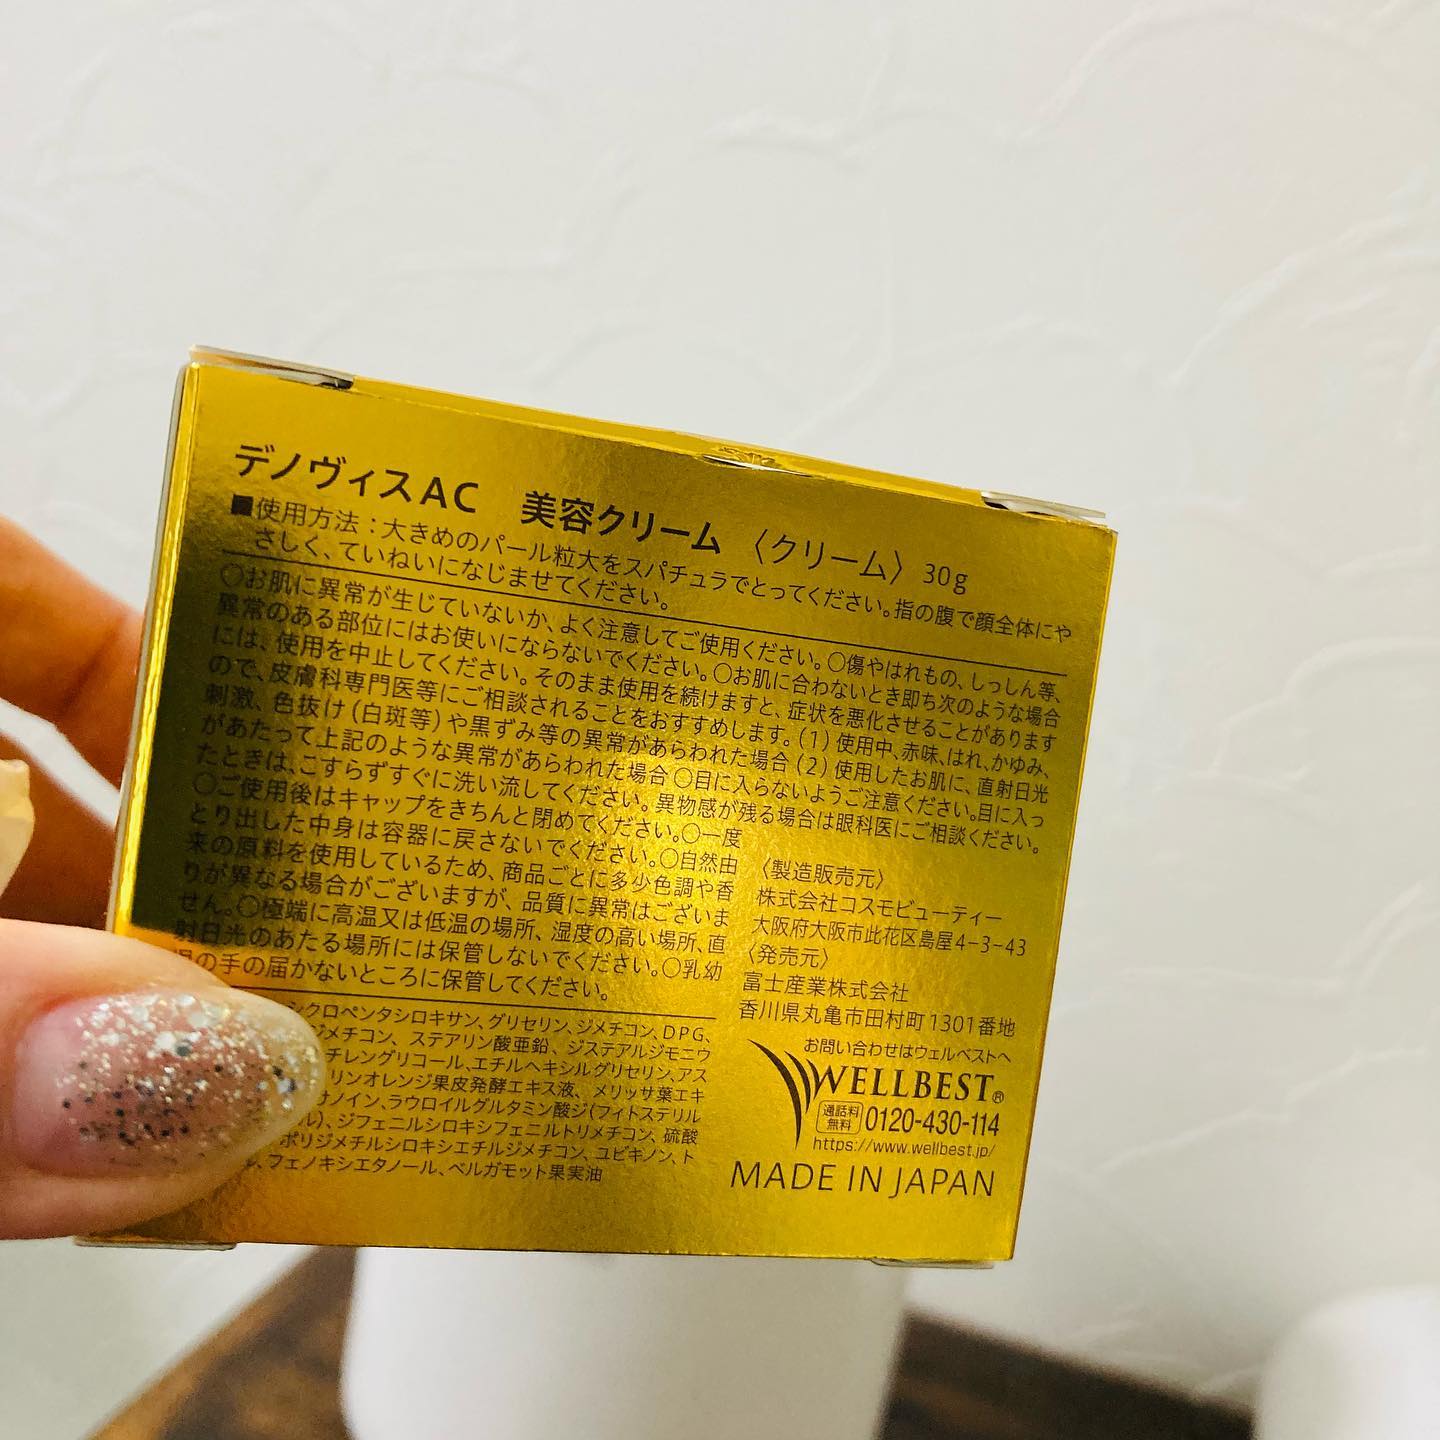 デノヴィスAC 美容クリーム 〈クリーム〉 30g
■使用方法：大きめのパール粒大をスパチュラでとってください。指の腹で顔全体にや
さしく、ていねいになじませてください。
○お肌に異常が生じていないか、よく注意してご使用ください。○傷やはれもの、しっしん等、
異常のある部位にはお使いにならないでください。○お肌に合わないとき即ち次のような場合
には、使用を中止してください。そのまま使用を続けますと、症状を悪化させることがあります
ので、皮膚科専門医等にご相談されることをおすすめします。(1)使用中、赤味、はれ、かゆみ、
刺激、色抜け(白斑等)や黒ずみ等の異常があらわれた場合(2)使用したお肌に、直射日光
があたって上記のような異常があらわれた場合○目に入らないようご注意ください。目に入っ
たときは、こすらずすぐに洗い流してください。異物感が残る場合は眼科医にご相談ください。
○ご使用後はキャップをきちんと閉めてください。○一度
とり出した中身は容器に戻さないでください。○自然由
来の原料を使用しているため、商品ごとに多少色調や香
りが異なる場合がございますが、品質に異常はございま
せん。○極端に高温又は低温の場所、湿度の高い場所、直
射日光のあたる場所には保管しないでください。○乳幼
児の手の届かないところに保管してください。
シクロペンタシロキサン、グリセリン、ジメチコン、DPG、
ジメチコン、ステアリン酸亜鉛、ジステアルジモニウ
チレングリコール、エチルヘキシルグリセリン、アス
リンオレンジ果皮発酵エキス液、メリッサ葉エキ
オノイン、ラウロイルグルタミン酸ジ(フィトステリル
ル)、ジフェニルシロキシフェニルトリメチコン、硫酸
ポリジメチルシロキシエチルジメチコン、ユビキノン、ト
ル、フェノキシエタノール、ベルガモット果実油
〈製造販売元〉
株式会社コスモビューティー
大阪府大阪市此花区島屋4-3-43
〈発売元〉
富士産業株式会社
香川県丸亀市田村町1301番地
お問い合わせはウェルベストへ
WELLBEST®
通話料無料 0120-430-114
https://www.wellbest.jp/
MADE IN JAPAN